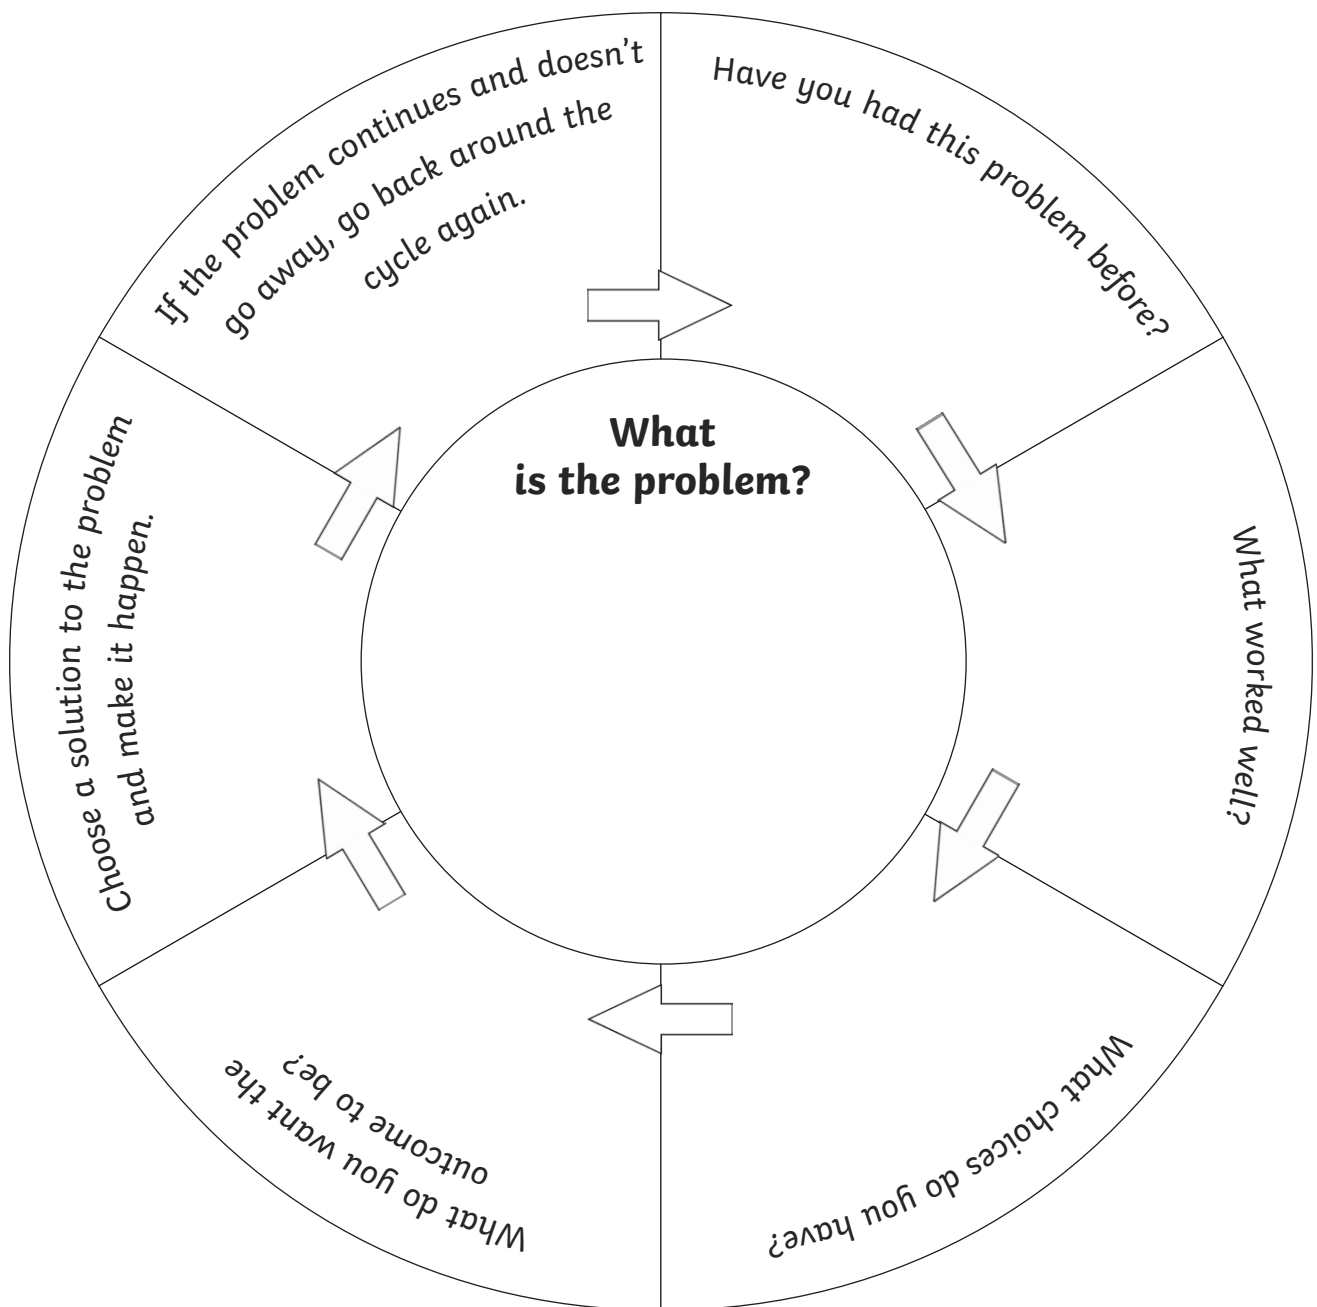 What
is the problem?
Have you had this problem before?
What worked well?
What choices do you have?
What do you want the
outcome to be?
Choose a solution to the problem
and make it happen.
If the problem continues and doesn't
go away, go back around the
cycle again.